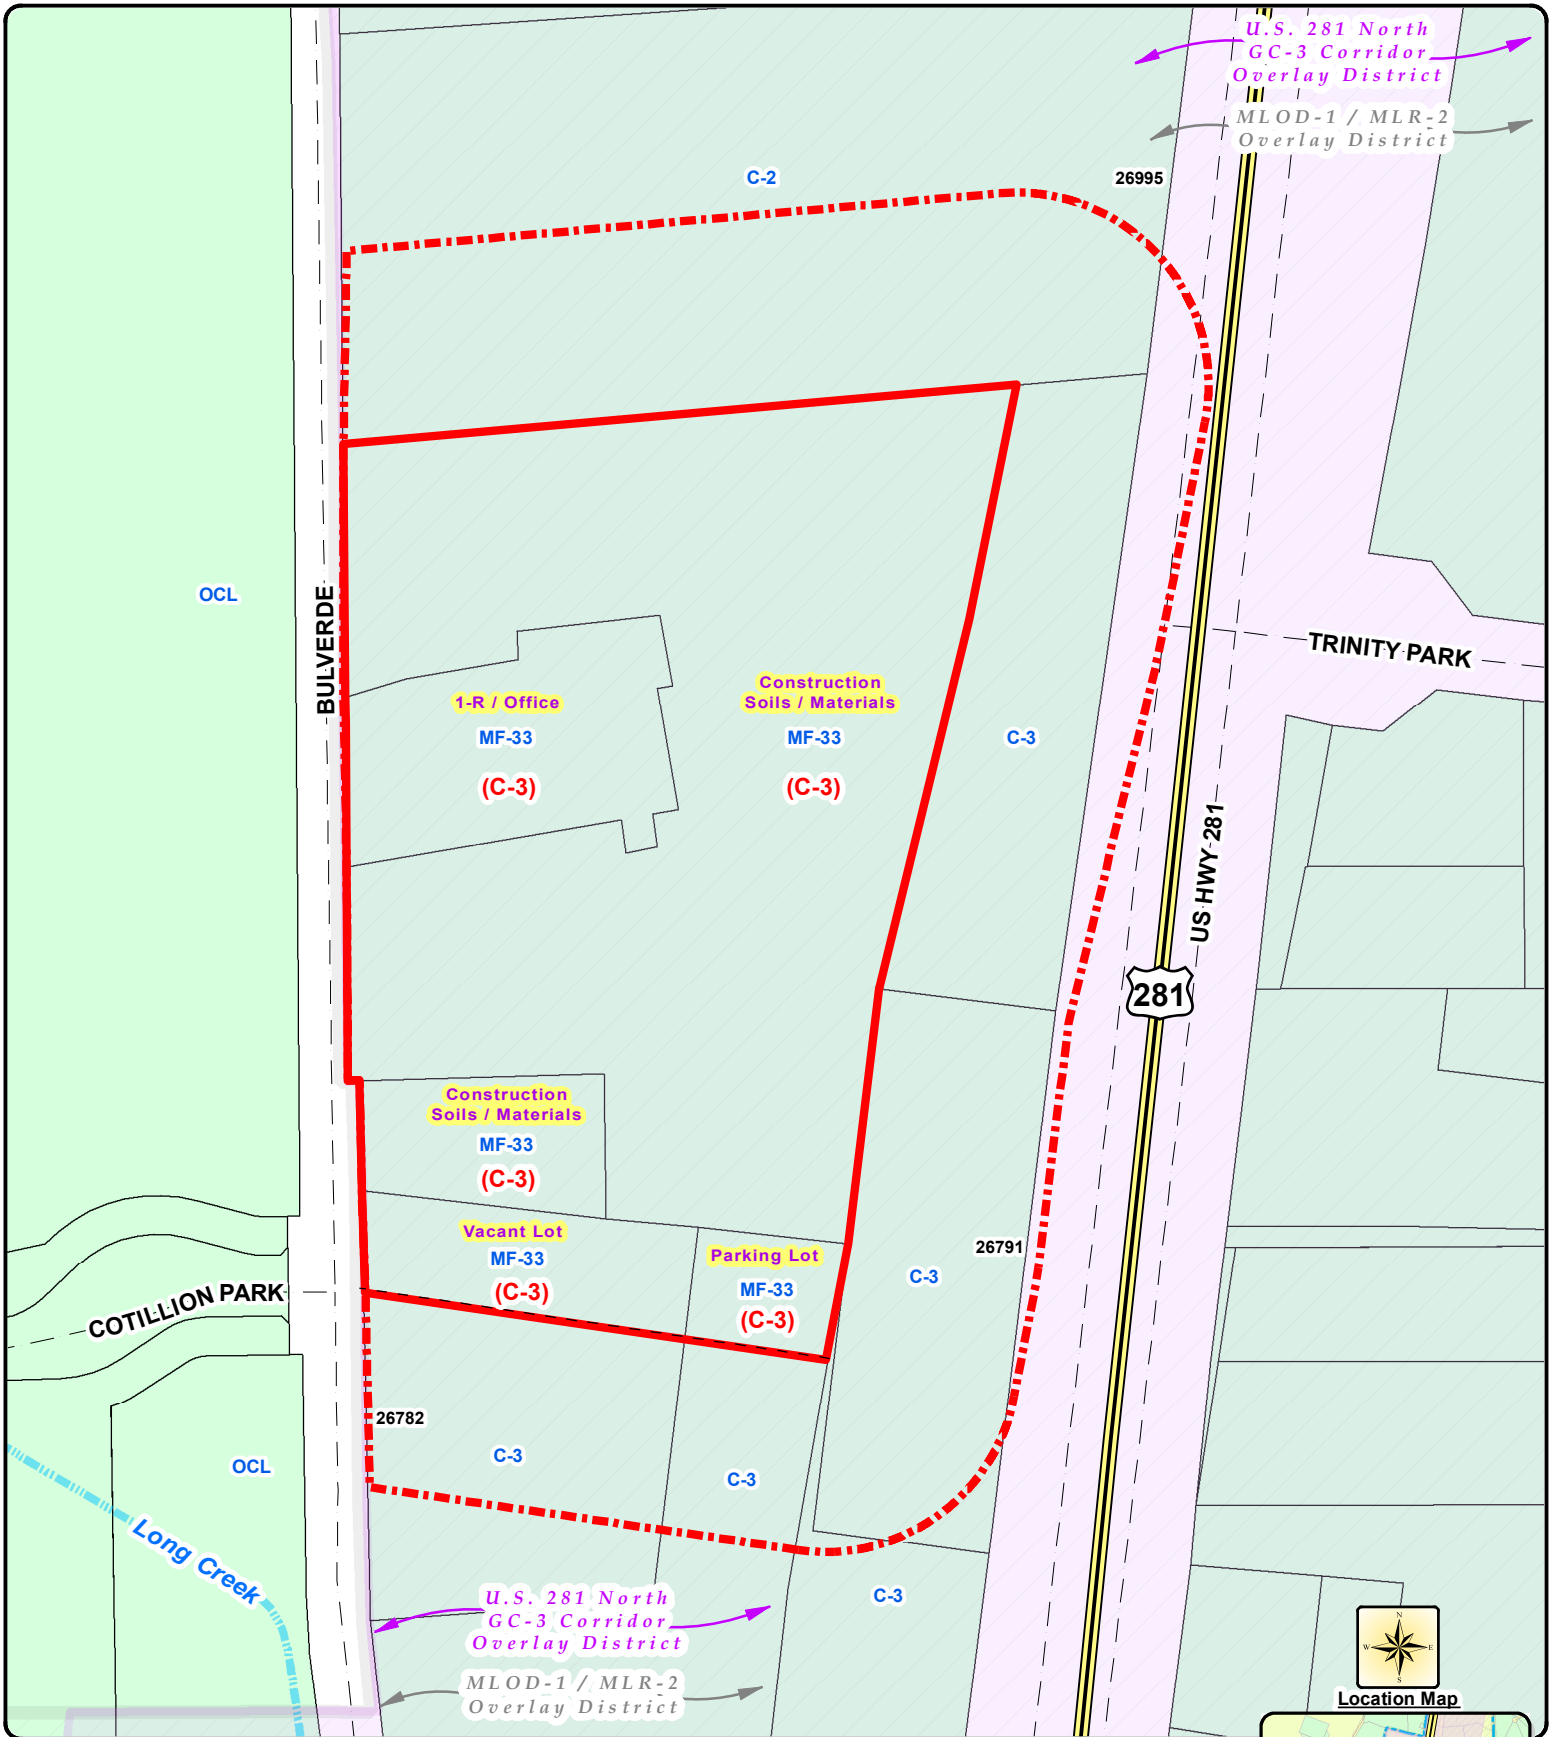 U.S. 281 North
GC-3 Corridor
Overlay District
MLOD-1 / MLR-2
Overlay District
C-2
26995
OCL
BULVERDE
TRINITY PARK
1-R / Office
MF-33
(C-3)
Construction
Soils / Materials
MF-33
(C-3)
C-3
US HWY 281
281
Construction
Soils / Materials
MF-33
(C-3)
Vacant Lot
MF-33
(C-3)
Parking Lot
MF-33
(C-3)
26791
C-3
COTILLION PARK
26782
C-3
C-3
OCL
Long Creek
C-3
U.S. 281 North
GC-3 Corridor
Overlay District
MLOD-1 / MLR-2
Overlay District
N
W
E
S
Location Map